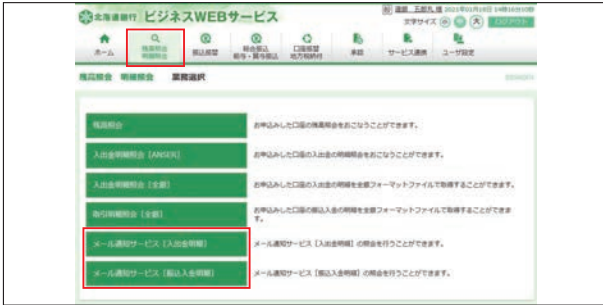 北海道銀行 ビジネスWEBサービス
文字サイズ 小 中 大 ログアウト
ホーム 残高照会 明細照会 振込振替 総合振込 給与・賞与振込 口座振替 地方税納付 承認 サービス連携 ユーザ設定
残高照会 明細照会 業務選択
残高照会 お申込みした口座の残高照会をおこなうことができます。
入出金明細照会［ANSER］ お申込みした口座の入出金の明細照会をおこなうことができます。
入出金明細照会［全銀］ お申込みした口座の入出金の明細を全銀フォーマットファイルで取得することができます。
取引明細照会［全銀］ お申込みした口座の振込入金の明細を全銀フォーマットファイルで取得することができます。
メール通知サービス［入出金明細］ メール通知サービス［入出金明細］の照会を行うことができます。
メール通知サービス［振込入金明細］ メール通知サービス［振込入金明細］の照会を行うことができます。